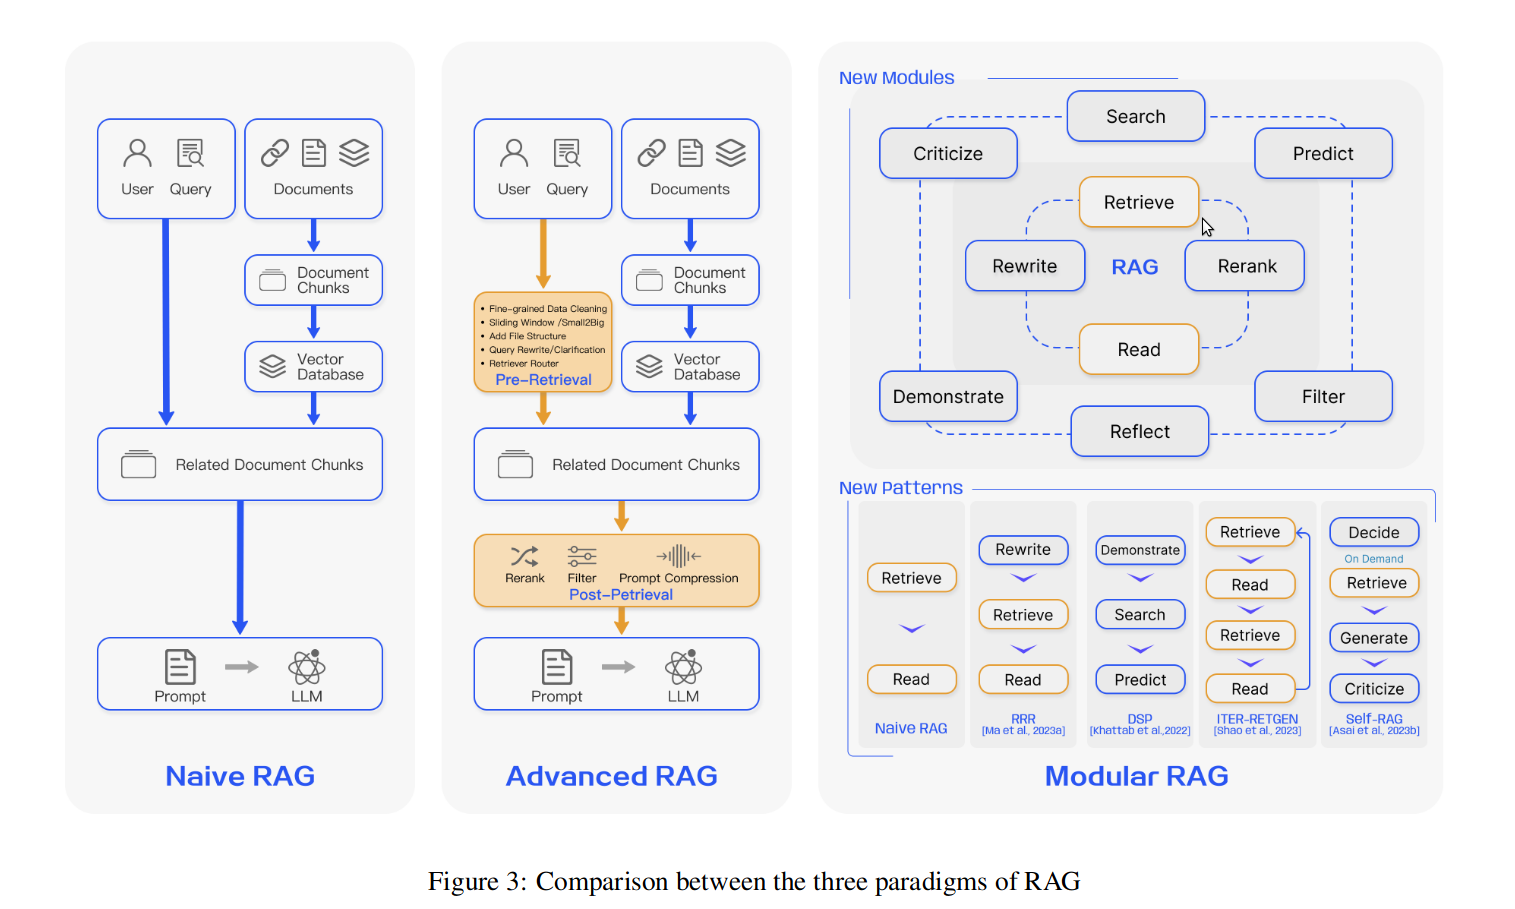 User Query
Documents
Document
Chunks
Vector
Database
Related Document Chunks
Prompt
LLM
Naive RAG
User Query
Documents
• Fine-grained Data Cleaning
• Sliding Window /Small2Big
• Add File Structure
• Query Rewrite/Clarification
• Retriever Router
Pre-Retrieval
Document
Chunks
Vector
Database
Related Document Chunks
Rerank
Filter
Prompt Compression
Post-Petrieval
Prompt
LLM
Advanced RAG
New Modules
Search
Criticize
Predict
Retrieve
Rewrite
RAG
Rerank
Read
Demonstrate
Filter
Reflect
New Patterns
Retrieve
Read
Naive RAG
Rewrite
Retrieve
Read
RRR
[Ma et al., 2023a]
Demonstrate
Search
Predict
DSP
[Khattab et al.,2022]
Retrieve
Read
Retrieve
Read
ITER-RETGEN
[Shao et al., 2023]
Decide
On Demand
Retrieve
Generate
Criticize
Self-RAG
[Asai et al., 2023b]
Modular RAG
Figure 3: Comparison between the three paradigms of RAG